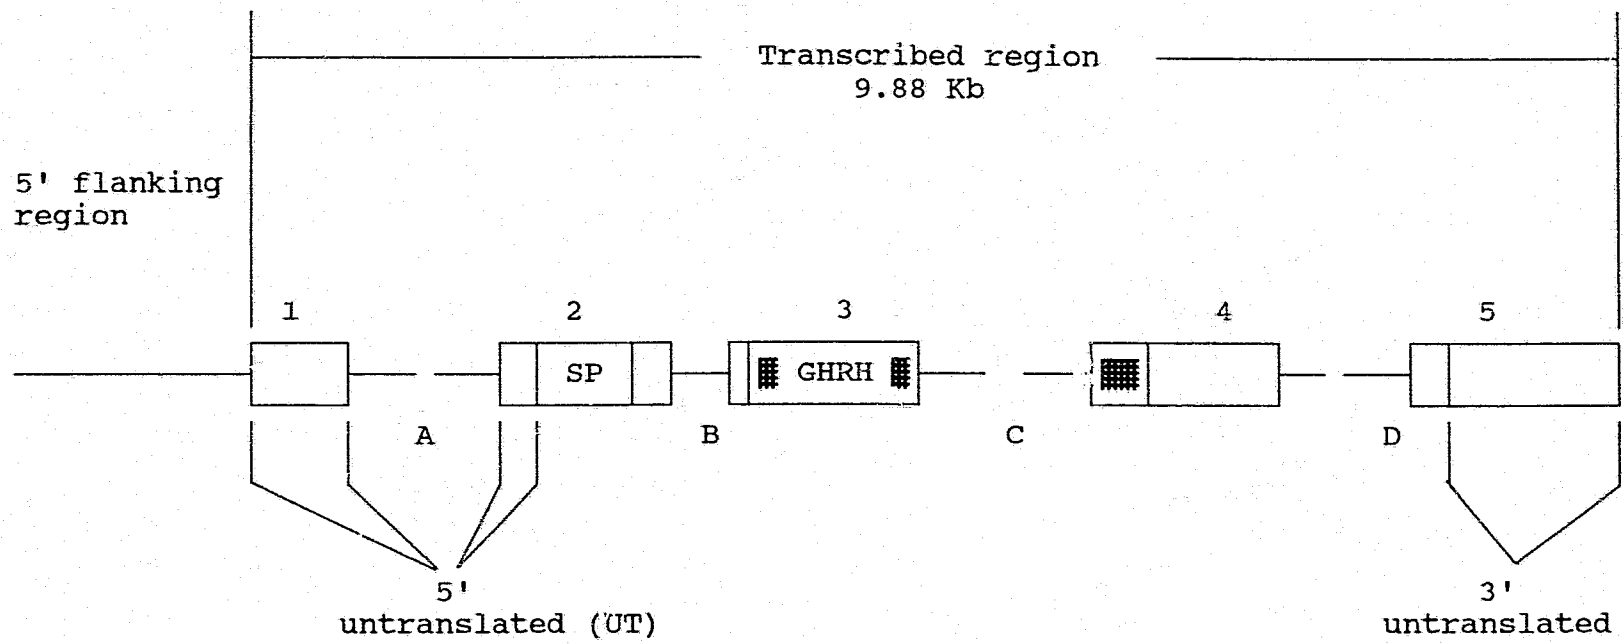 Transcribed region
9.88 Kb
5' flanking
region
1 2 3 4 5
SP GHRH
A B C D
5'
untranslated (UT)
3'
untranslated